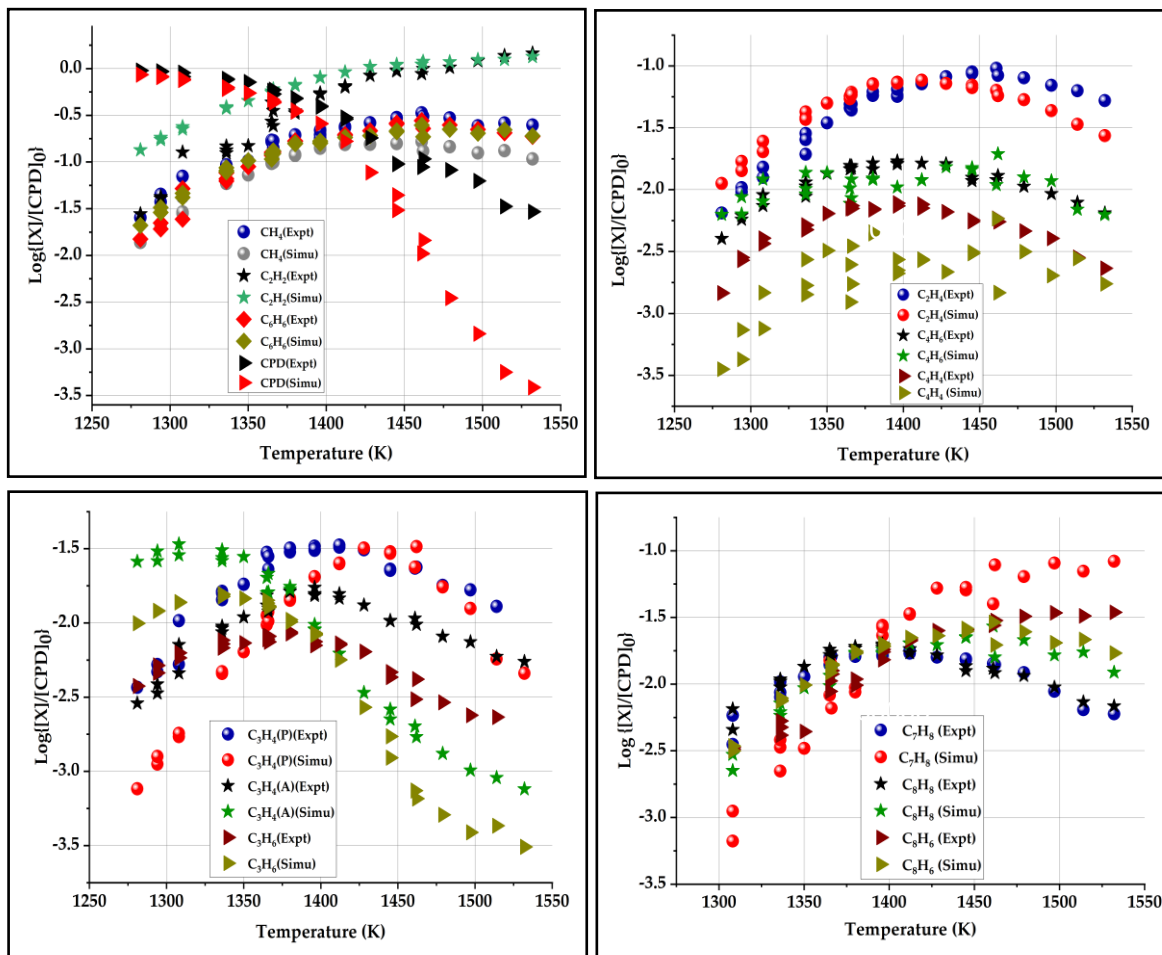 0.0
-0.5
-1.0
-1.5
-2.0
-2.5
-3.0
-3.5
Log{[X]/[CPD]0}
CH4(Expt)
CH4(Simu)
C2H2(Expt)
C2H2(Simu)
C6H6(Expt)
C6H6(Simu)
CPD(Expt)
CPD(Simu)
1250 1300 1350 1400 1450 1500 1550
Temperature (K)
-1.0
-1.5
-2.0
-2.5
-3.0
-3.5
Log{[X]/[CPD]0}
C2H4(Expt)
C2H4(Simu)
C4H6(Expt)
C4H6(Simu)
C4H4(Expt)
C4H4 (Simu)
1250 1300 1350 1400 1450 1500 1550
Temperature (K)
-1.5
-2.0
-2.5
-3.0
-3.5
Log{[X]/[CPD]0}
C3H4(P)(Expt)
C3H4(P)(Simu)
C3H4(A)(Expt)
C3H4(A)(Simu)
C3H6(Expt)
C3H6(Simu)
1250 1300 1350 1400 1450 1500 1550
Temperature (K)
-1.0
-1.5
-2.0
-2.5
-3.0
-3.5
Log {[X]/[CPD]0}
C7H8 (Expt)
C7H8 (Simu)
C8H8 (Expt)
C8H8 (Simu)
C8H6 (Expt)
C8H6 (Simu)
1300 1350 1400 1450 1500 1550
Temperature (K)